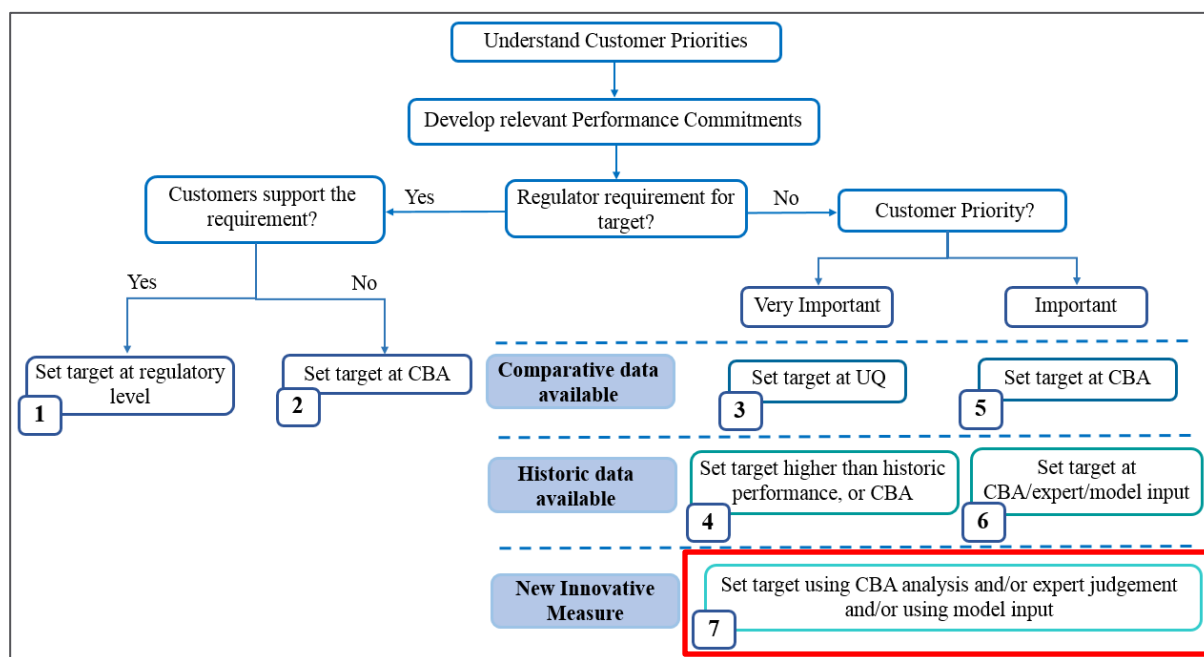 Understand Customer Priorities
Develop relevant Performance Commitments
Customers support the
requirement?
Yes
Regulator requirement for
target?
No
Customer Priority?
Yes
No
Very Important
Important
Set target at regulatory
level
1
Set target at CBA
2
Comparative data
available
Set target at UQ
3
Set target at CBA
5
Historic data
available
Set target higher than historic
performance, or CBA
4
Set target at
CBA/expert/model input
6
New Innovative
Measure
Set target using CBA analysis and/or expert judgement
and/or using model input
7